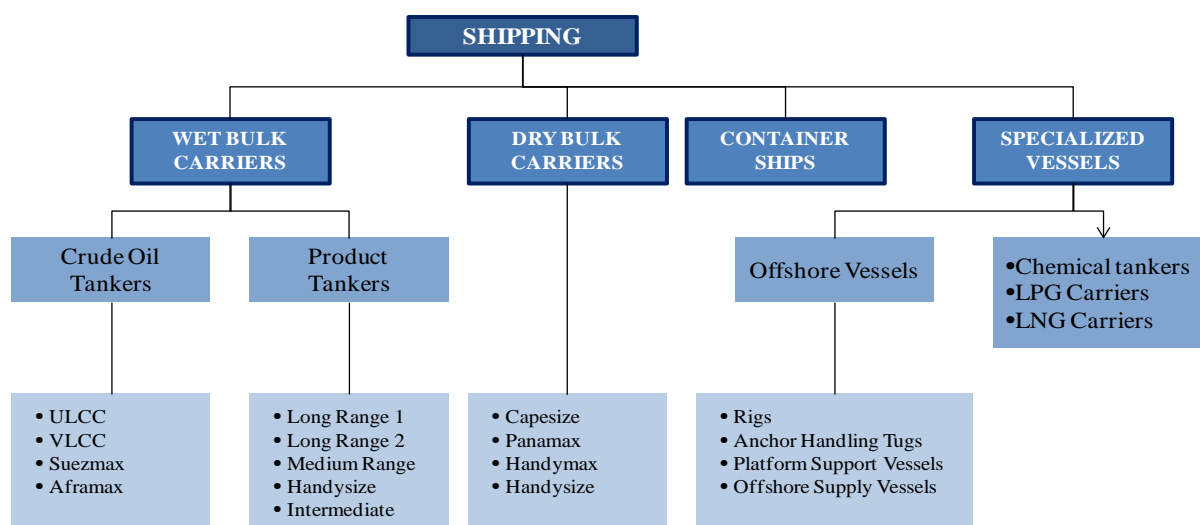 SHIPPING
WET BULK
CARRIERS
DRY BULK
CARRIERS
CONTAINER
SHIPS
SPECIALIZED
VESSELS
Crude Oil
Tankers
Product
Tankers
Offshore Vessels
•Chemical tankers
•LPG Carriers
•LNG Carriers
• ULCC
• VLCC
• Suezmax
• Aframax
• Long Range 1
• Long Range 2
• Medium Range
• Handysize
• Intermediate
• Capesize
• Panamax
• Handymax
• Handysize
• Rigs
• Anchor Handling Tugs
• Platform Support Vessels
• Offshore Supply Vessels